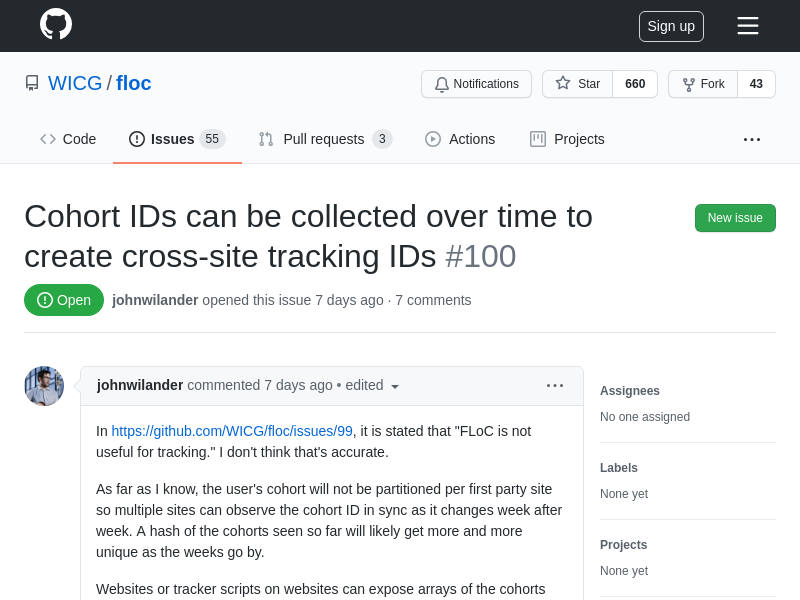 Sign up
WICG / floc
Notifications
Star 660
Fork 43
Code
Issues 55
Pull requests 3
Actions
Projects
Cohort IDs can be collected over time to
create cross-site tracking IDs #100
New issue
Open
johnwilander opened this issue 7 days ago · 7 comments
johnwilander commented 7 days ago • edited
In https://github.com/WICG/floc/issues/99, it is stated that "FLoC is not
useful for tracking." I don't think that's accurate.
As far as I know, the user's cohort will not be partitioned per first party site
so multiple sites can observe the cohort ID in sync as it changes week after
week. A hash of the cohorts seen so far will likely get more and more
unique as the weeks go by.
Websites or tracker scripts on websites can expose arrays of the cohorts
Assignees
No one assigned
Labels
None yet
Projects
None yet